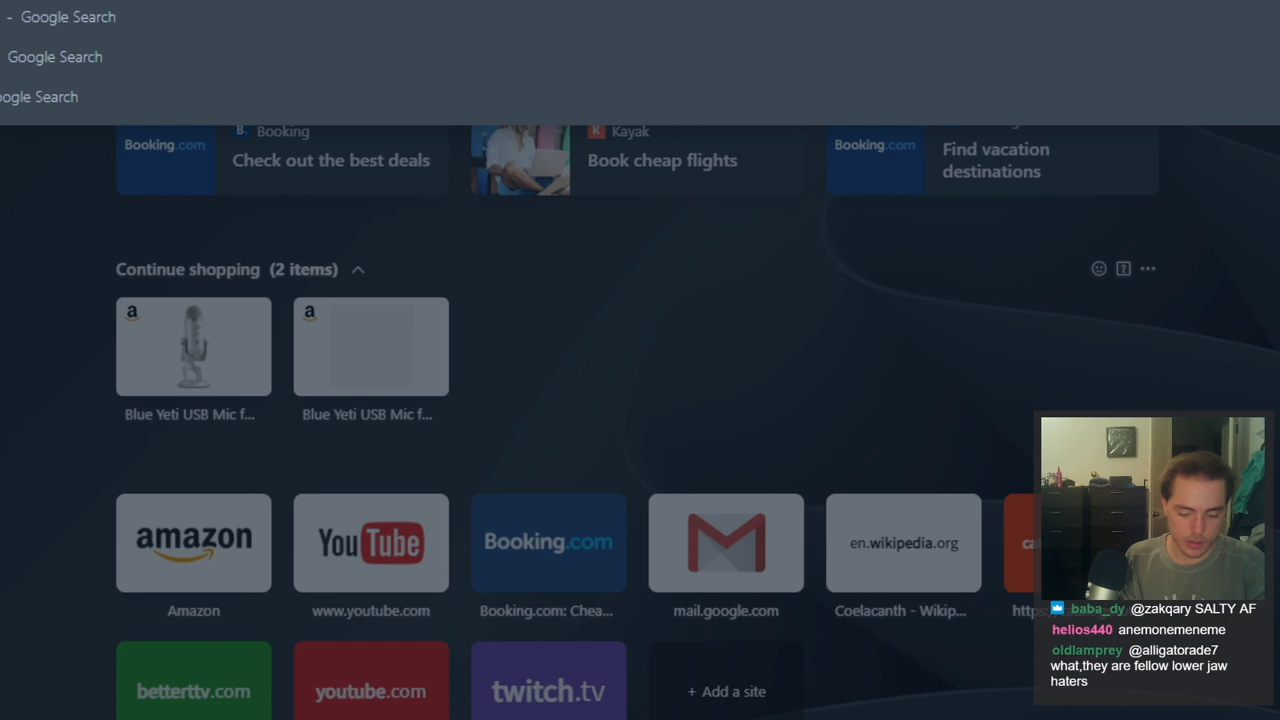 - Google Search
Google Search
oogle Search
Booking.com
B. Booking
Check out the best deals
K Kayak
Book cheap flights
Booking.com
Find vacation
destinations
Continue shopping (2 items)
a
a
Blue Yeti USB Mic f...
Blue Yeti USB Mic f...
amazon
YouTube
Booking.com
M
en.wikipedia.org
Amazon
www.youtube.com
Booking.com: Chea...
mail.google.com
Coelacanth - Wikip...
betterttv.com
youtube.com
twitch.tv
+ Add a site
baba_dy @zakqary SALTY AF
helios440 anemonemeneme
oldlamprey @alligatorade7
what,they are fellow lower jaw
haters